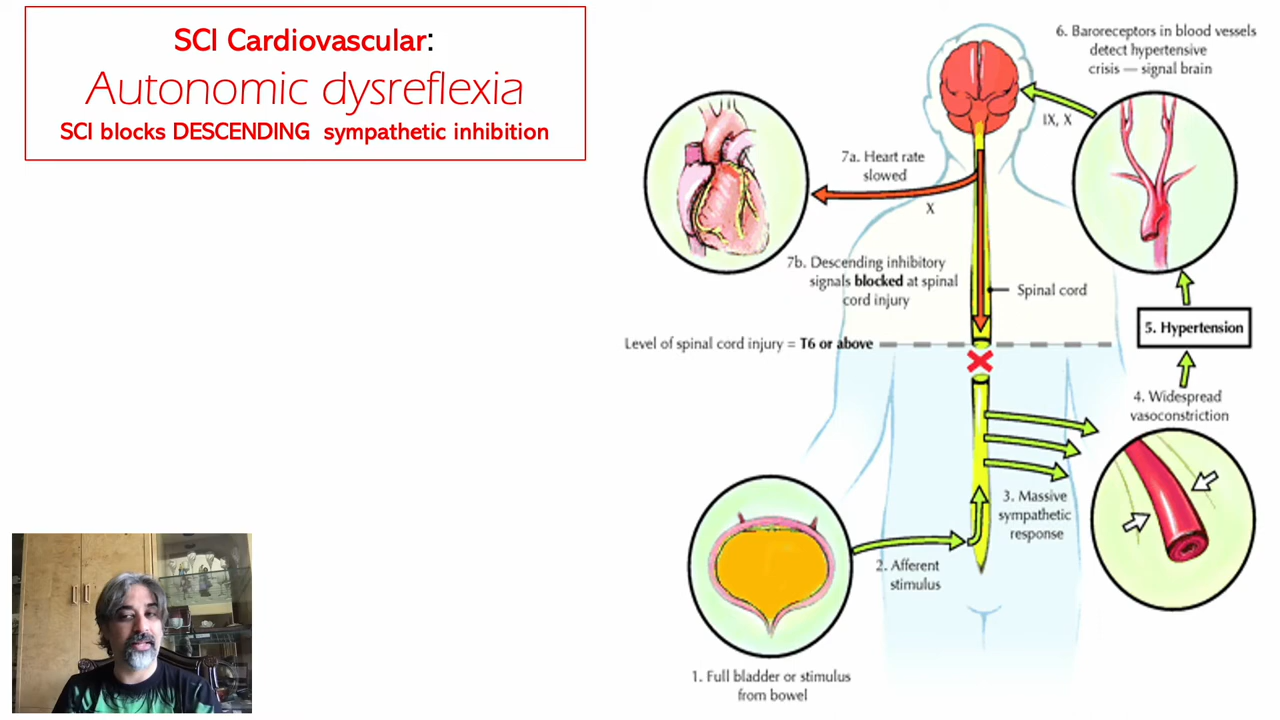 SCI Cardiovascular:
Autonomic dysreflexia
SCI blocks DESCENDING sympathetic inhibition
6. Baroreceptors in blood vessels
detect hypertensive
crisis — signal brain
IX, X
7a. Heart rate
slowed
X
7b. Descending inhibitory
signals blocked at spinal
cord injury
Spinal cord
5. Hypertension
Level of spinal cord injury = T6 or above
4. Widespread
vasoconstriction
3. Massive
sympathetic
response
2. Afferent
stimulus
1. Full bladder or stimulus
from bowel